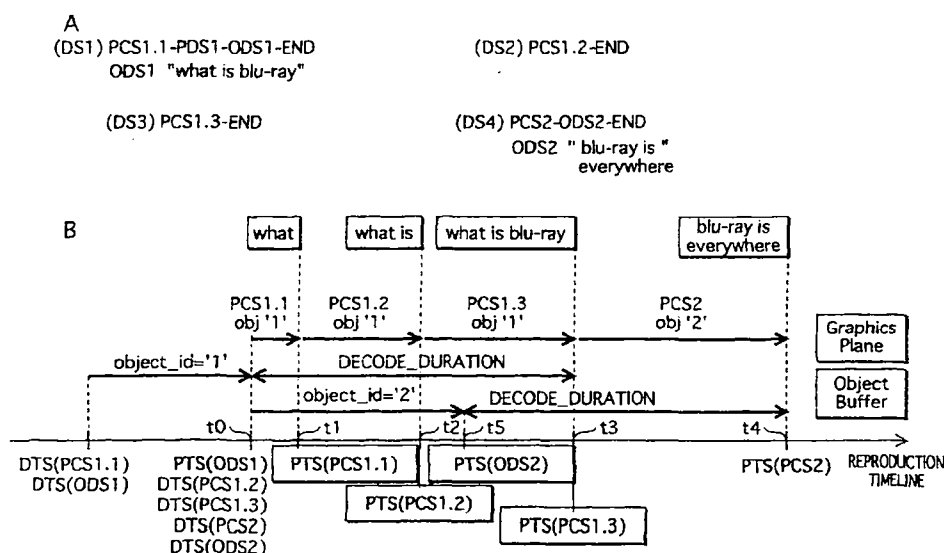 A
(DS1) PCS1.1-PDS1-ODS1-END
ODS1 "what is blu-ray"
(DS2) PCS1.2-END
(DS3) PCS1.3-END
(DS4) PCS2-ODS2-END
ODS2 " blu-ray is "
everywhere
B
what
what is
what is blu-ray
blu-ray is
everywhere
PCS1.1
obj '1'
PCS1.2
obj '1'
PCS1.3
obj '1'
PCS2
obj '2'
Graphics
Plane
object_id='1'
DECODE_DURATION
Object
Buffer
object_id='2'
DECODE_DURATION
t0
t1
t2
t5
t3
t4
DTS(PCS1.1)
DTS(ODS1)
PTS(ODS1)
DTS(PCS1.2)
DTS(PCS1.3)
DTS(PCS2)
DTS(ODS2)
PTS(PCS1.1)
PTS(PCS1.2)
PTS(ODS2)
PTS(PCS1.3)
PTS(PCS2)
REPRODUCTION
TIMELINE